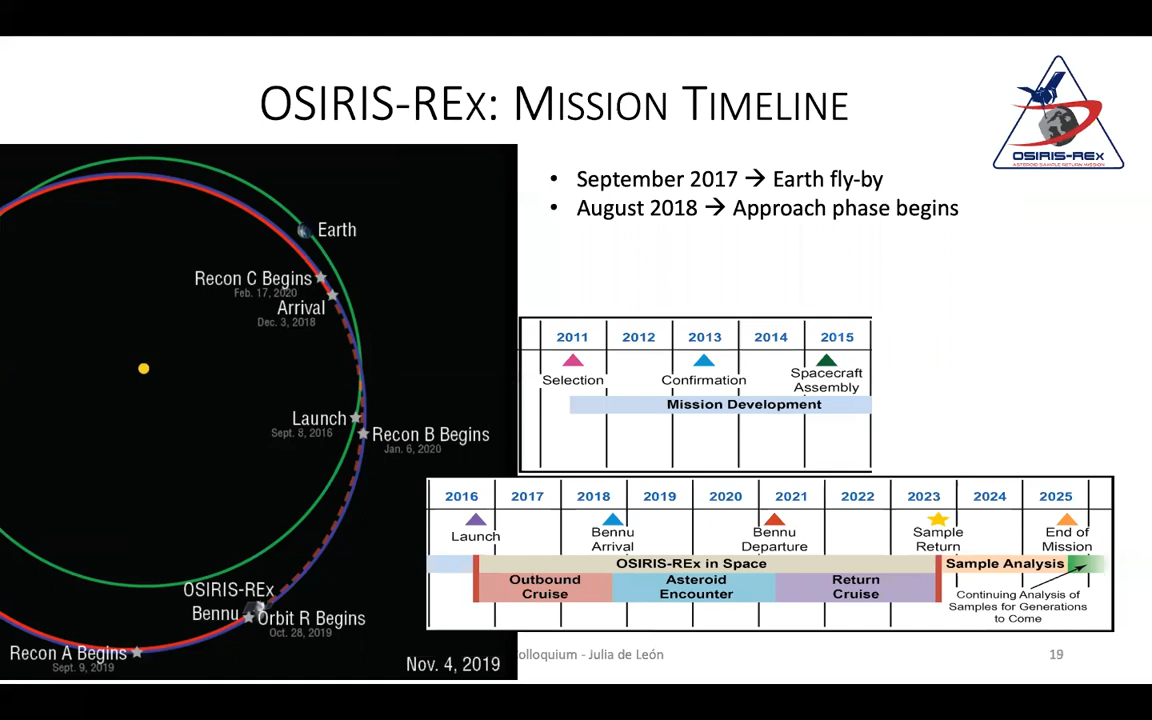 OSIRIS-REx: Mission Timeline
OSIRIS-REx
ASTEROID SAMPLE RETURN MISSION
• September 2017 → Earth fly-by
• August 2018 → Approach phase begins
Earth
Recon C Begins
Feb. 17, 2020
Arrival
Dec. 3, 2018
Launch
Sept. 8, 2016
Recon B Begins
Jan. 6, 2020
OSIRIS-REx
Bennu
Orbit R Begins
Oct. 28, 2019
Recon A Begins
Sept. 9, 2019
Nov. 4, 2019
2011 2012 2013 2014 2015
Selection
Confirmation
Spacecraft
Assembly
Mission Development
2016 2017 2018 2019 2020 2021 2022 2023 2024 2025
Launch
Bennu
Arrival
Bennu
Departure
Sample
Return
End of
Mission
OSIRIS-REx in Space
Sample Analysis
Outbound
Cruise
Asteroid
Encounter
Return
Cruise
Continuing Analysis of
Samples for Generations
to Come
olloquium - Julia de León
19